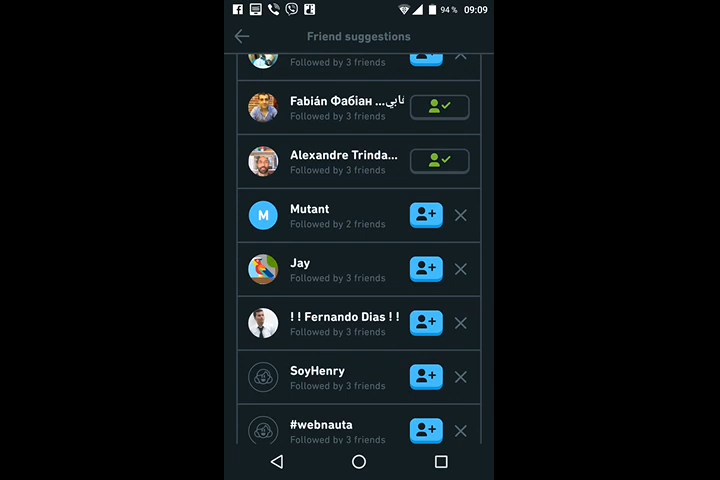 94 % 09:09
Friend suggestions
Followed by 3 friends
Fabián Фабіан ...فابي
Followed by 3 friends
Alexandre Trinda...
Followed by 3 friends
M
Mutant
Followed by 2 friends
Jay
Followed by 3 friends
! ! Fernando Dias ! !
Followed by 3 friends
SoyHenry
Followed by 3 friends
#webnauta
Followed by 3 friends